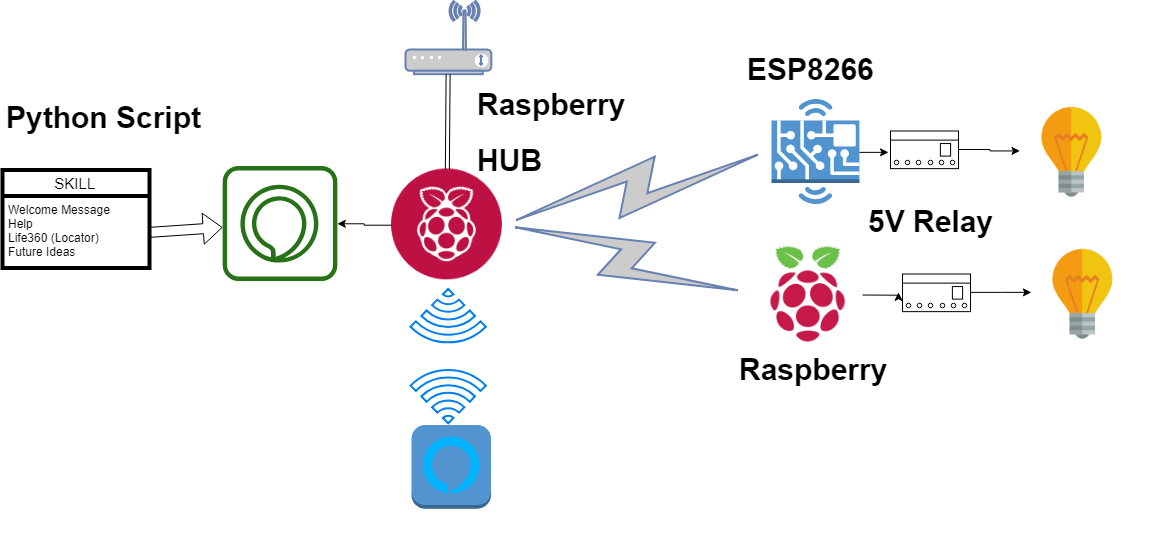 Python Script
SKILL
Welcome Message
Help
Life360 (Locator)
Future Ideas
Raspberry
HUB
ESP8266
5V Relay
Raspberry